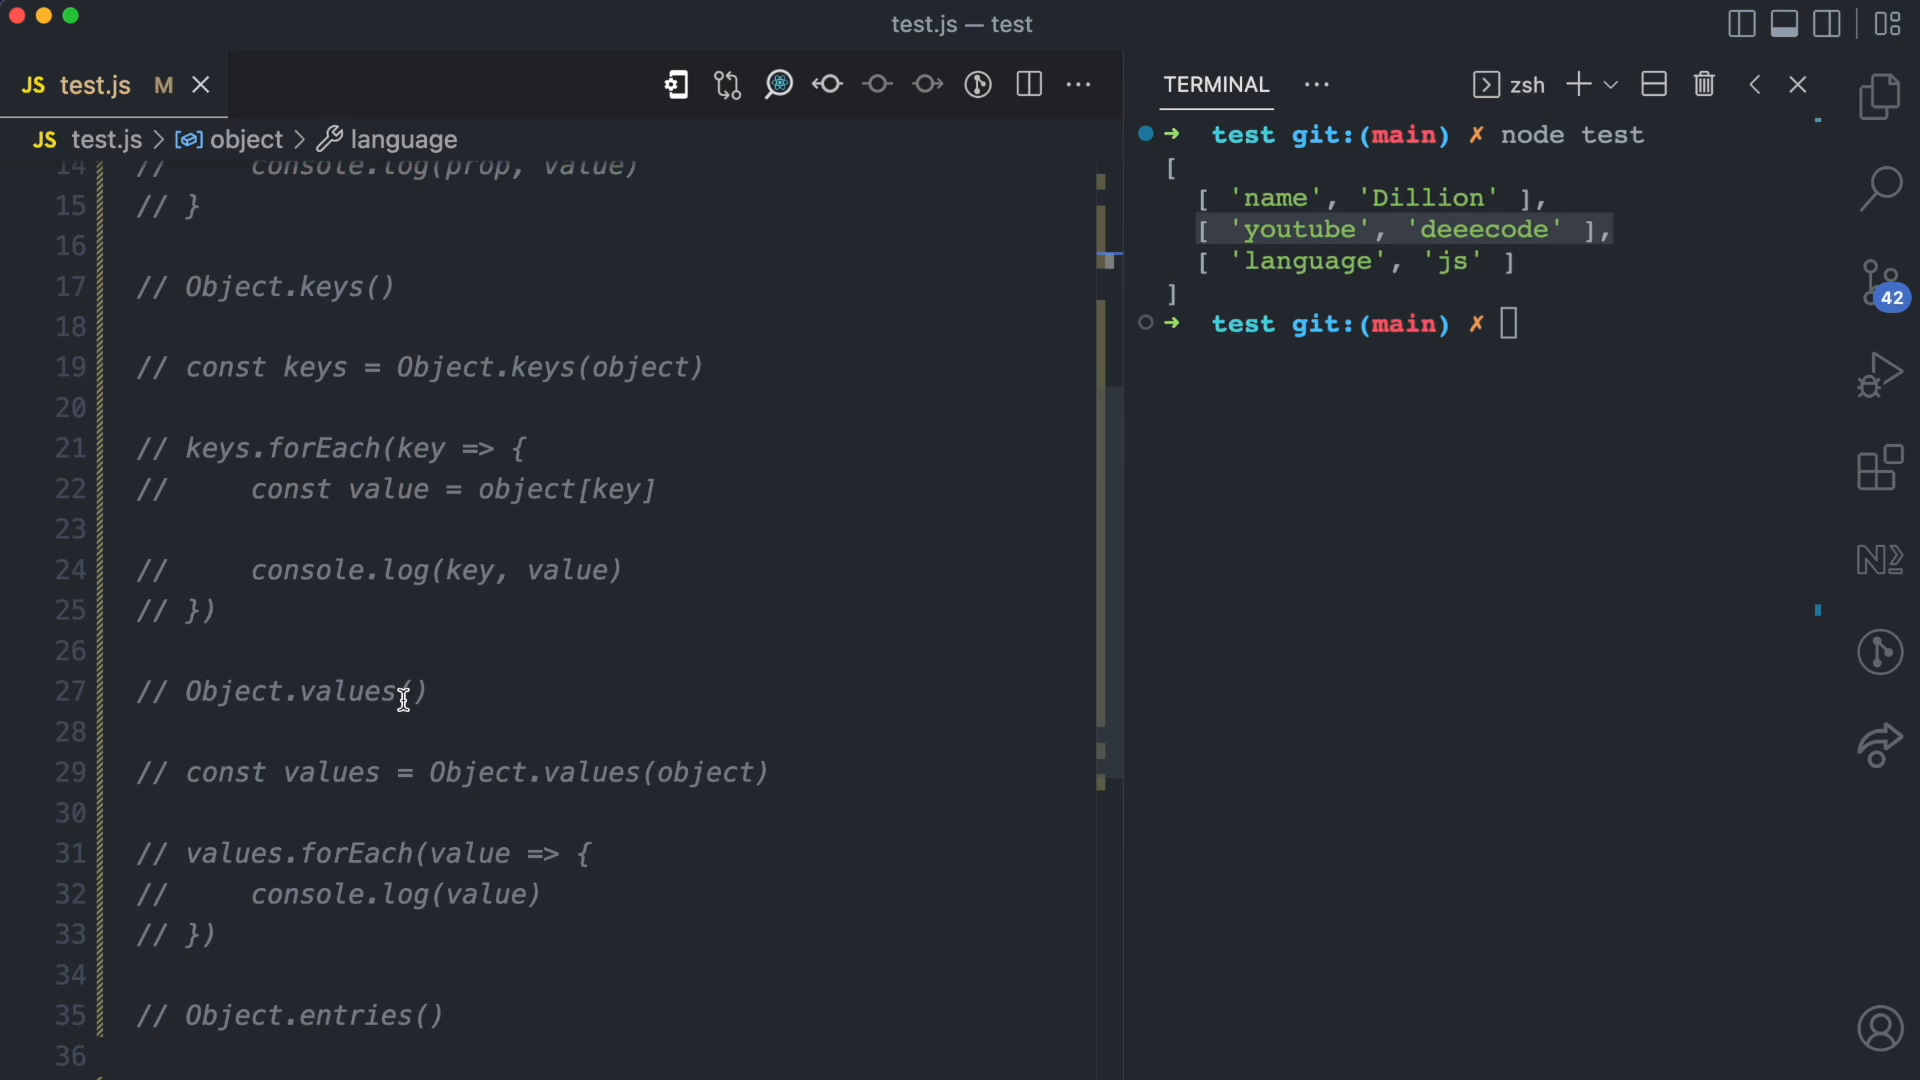 test.js — test
JS test.js M
JS test.js > object > language
14 // console.log(prop, value)
15 // }
16
17 // Object.keys()
18
19 // const keys = Object.keys(object)
20
21 // keys.forEach(key => {
22 // const value = object[key]
23
24 // console.log(key, value)
25 // })
26
27 // Object.values()
28
29 // const values = Object.values(object)
30
31 // values.forEach(value => {
32 // console.log(value)
33 // })
34
35 // Object.entries()
36
TERMINAL ... zsh
➜ test git:(main) ✗ node test
[
[ 'name', 'Dillion' ],
[ 'youtube', 'deeecode' ],
[ 'language', 'js' ]
]
➜ test git:(main) ✗
42